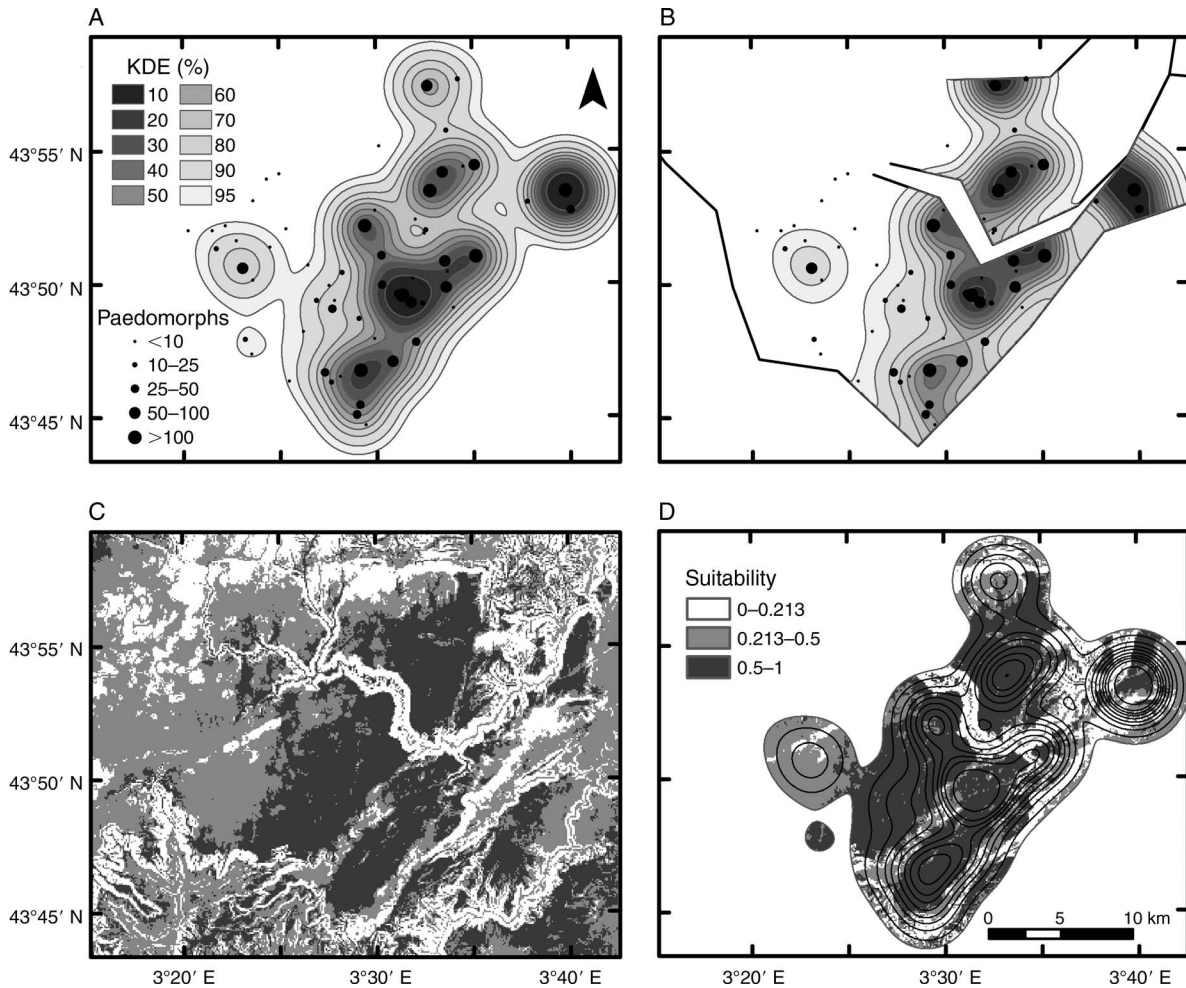 A
B
KDE (%)
10 60
20 70
30 80
40 90
50 95
43°55′ N
43°50′ N
43°45′ N
Paedomorphs
<10
10–25
25–50
50–100
>100
C
D
Suitability
0–0.213
0.213–0.5
0.5–1
43°55′ N
43°50′ N
43°45′ N
0 5 10 km
3°20′ E 3°30′ E 3°40′ E
3°20′ E 3°30′ E 3°40′ E